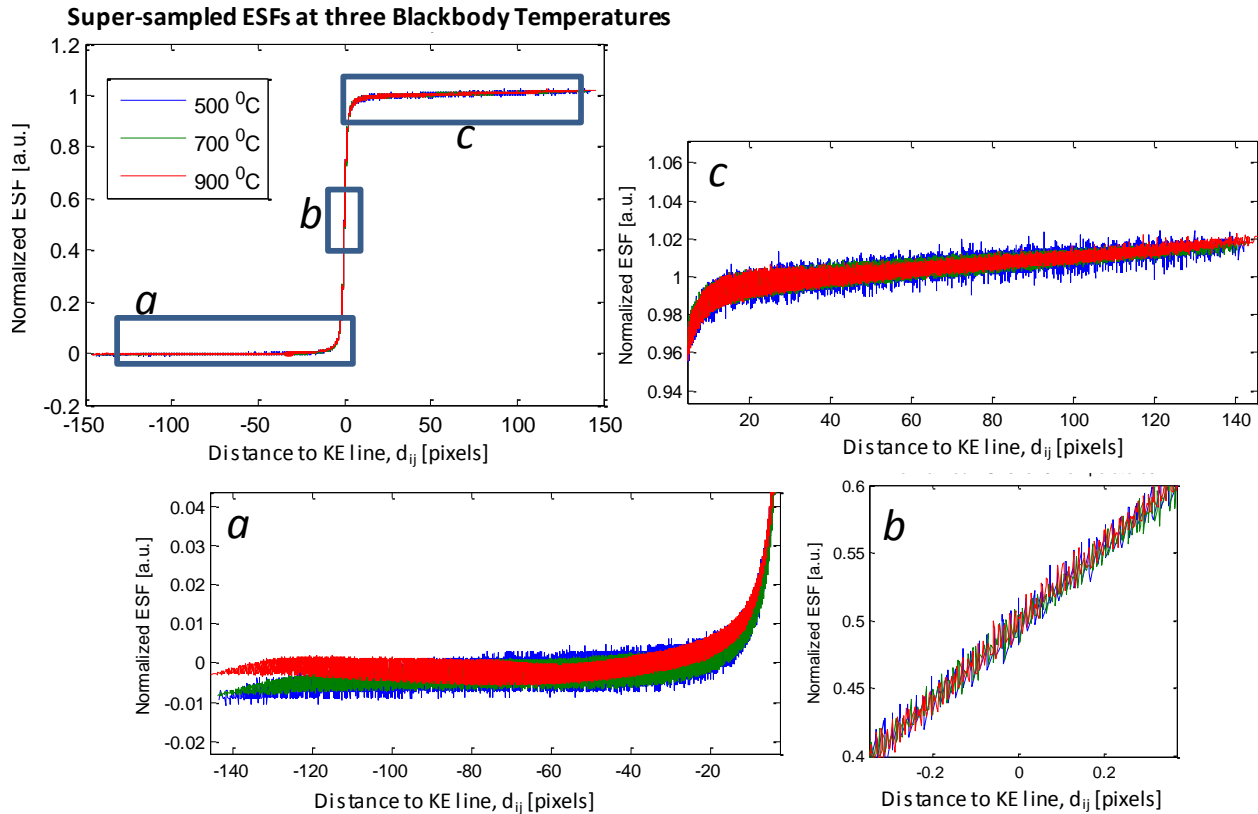 Super-sampled ESFs at three Blackbody Temperatures
1.2
1
0.8
0.6
0.4
0.2
0
-0.2
Normalized ESF [a.u.]
500 ⁰C
700 ⁰C
900 ⁰C
a
b
c
-150 -100 -50 0 50 100 150
Distance to KE line, dij [pixels]
c
1.06
1.04
1.02
1
0.98
0.96
0.94
Normalized ESF [a.u.]
20 40 60 80 100 120 140
Distance to KE line, dij [pixels]
a
0.04
0.03
0.02
0.01
0
-0.01
-0.02
Normalized ESF [a.u.]
-140 -120 -100 -80 -60 -40 -20
Distance to KE line, dij [pixels]
b
0.6
0.55
0.5
0.45
0.4
Normalized ESF [a.u.]
-0.2 0 0.2
Distance to KE line, dij [pixels]